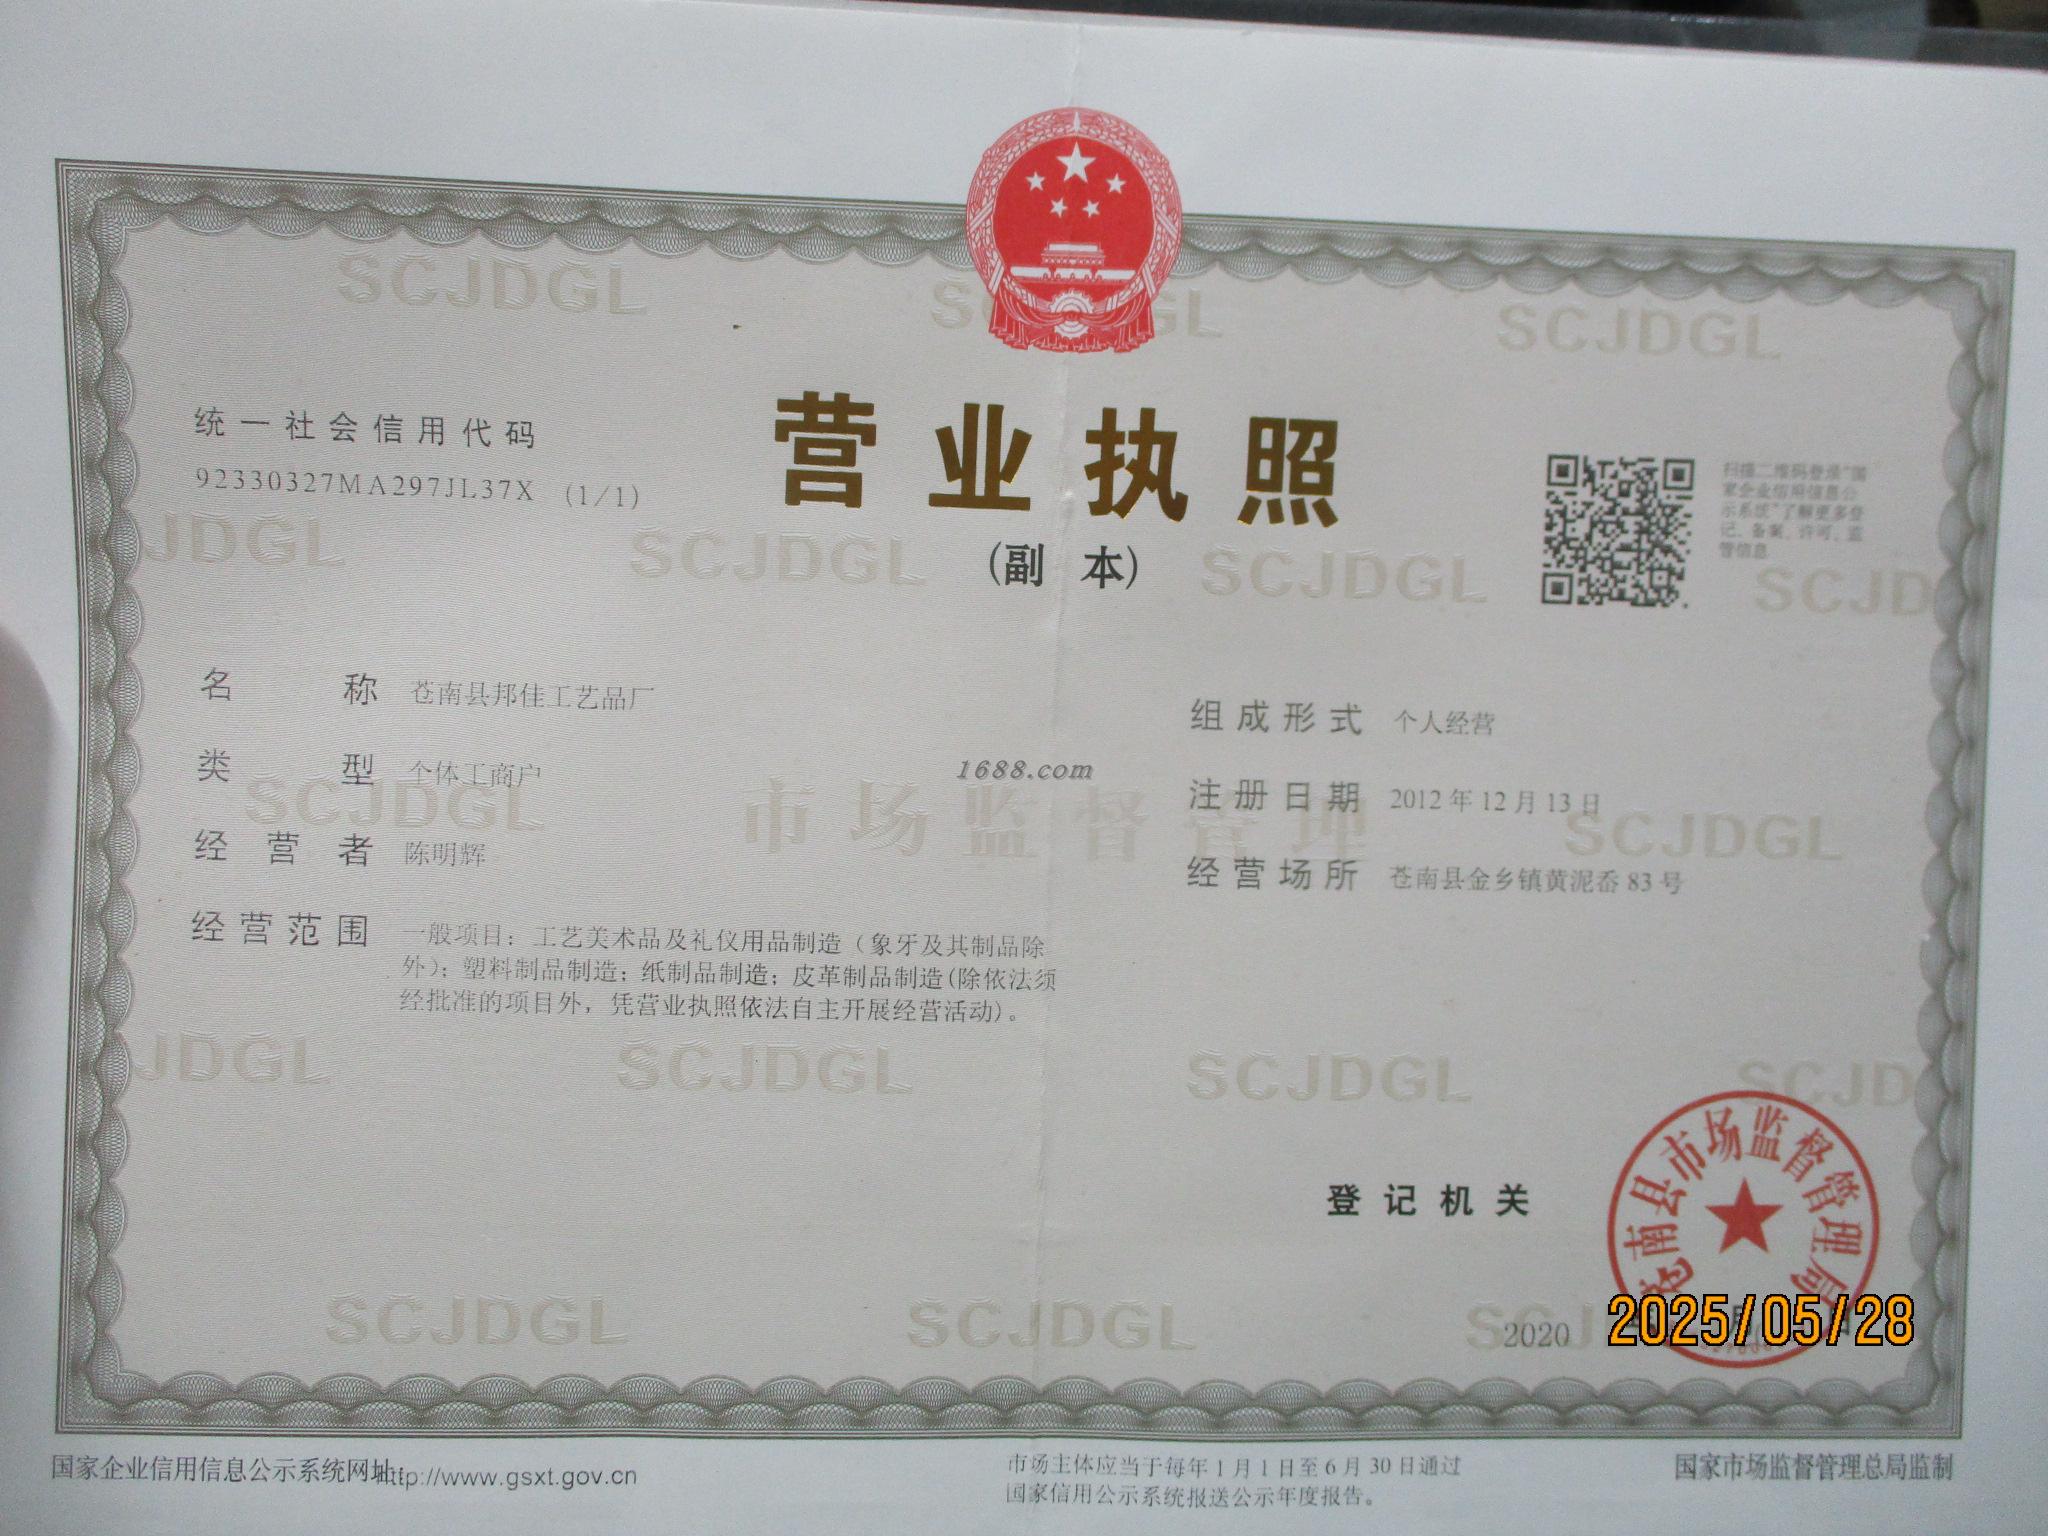 SCJDGL
SCJDGL
统一社会信用代码
92330327MA297JL37X (1/1)
营业执照
(副 本)
扫描二维码登录"国
家企业信用信息公
示系统"了解更多登
记、备案、许可、监
管信息
JDGL
SCJDGL
SCJDGL
SCJD
名 称 苍南县邦佳工艺品厂
类 型 个体工商户
经 营 者 陈明辉
经营范围 一般项目：工艺美术品及礼仪用品制造（象牙及其制品除
外）；塑料制品制造；纸制品制造；皮革制品制造(除依法须
经批准的项目外，凭营业执照依法自主开展经营活动)。
组成形式 个人经营
注册日期 2012年12月13日
经营场所 苍南县金乡镇黄泥岙83号
1688.com
SCJDGL
市场监督管理
SCJDGL
JDGL
SCJDGL
SCJDGL
SCJD
登记机关
苍南县市场监督管理局
SCJDGL
SCJDGL
2020
2025/05/28
国家企业信用信息公示系统网址:http://www.gsxt.gov.cn
市场主体应当于每年1月1日至6月30日通过
国家信用公示系统报送公示年度报告。
国家市场监督管理总局监制